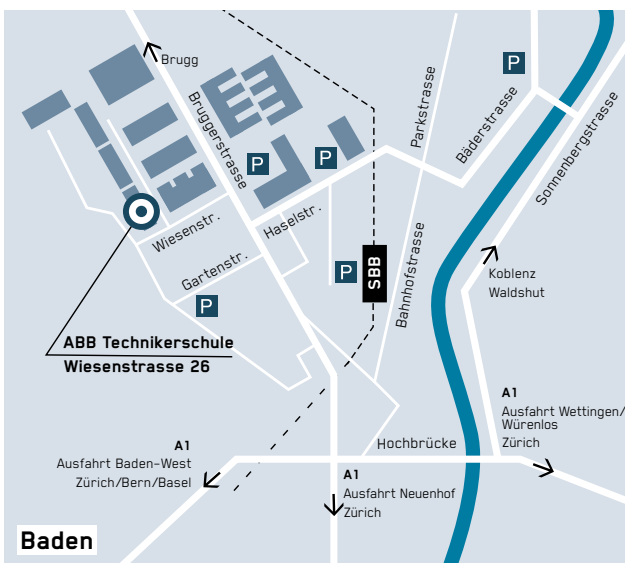 Brugg
Bruggerstrasse
P
P
P
Parkstrasse
Bäderstrasse
Sonnenbergstrasse
Haselstr.
Wiesenstr.
Gartenstr.
P
P
SBB
Bahnhofstrasse
Koblenz
Waldshut
ABB Technikerschule
Wiesenstrasse 26
A1
Ausfahrt Wettingen/
Würenlos
Zürich
Hochbrücke
A1
Ausfahrt Baden-West
Zürich/Bern/Basel
A1
Ausfahrt Neuenhof
Zürich
Baden